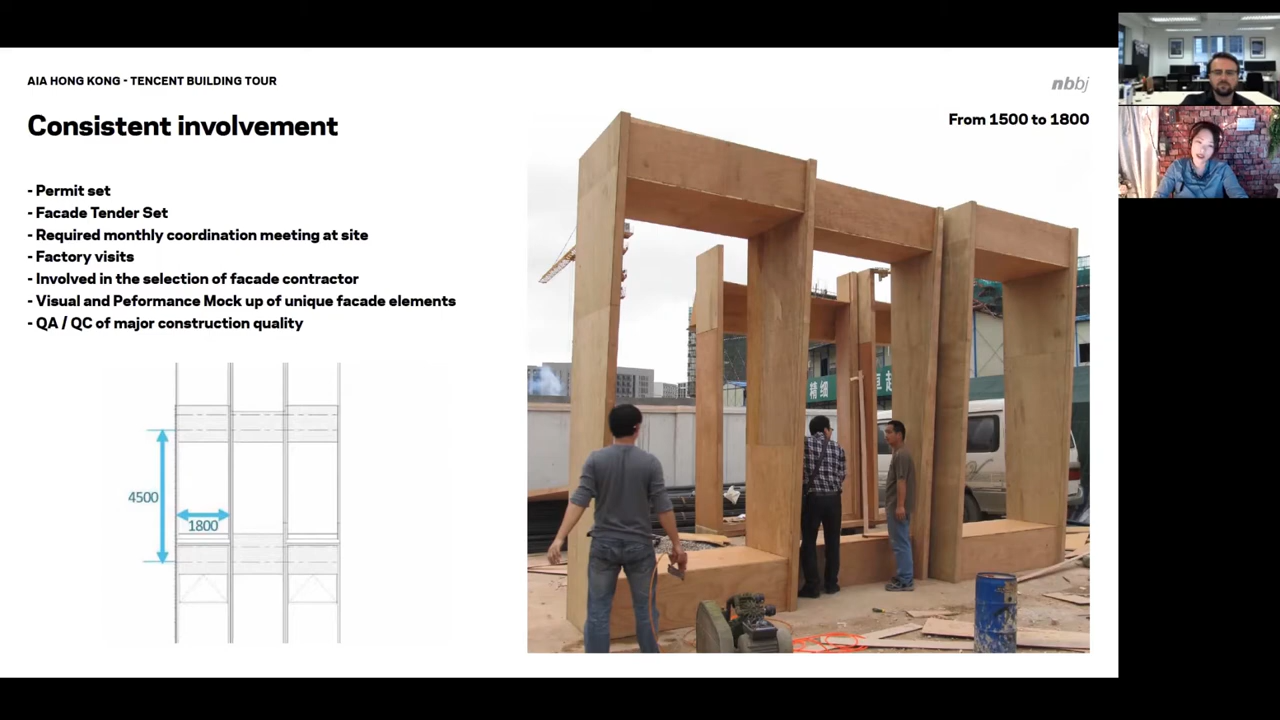 AIA HONG KONG - TENCENT BUILDING TOUR
nbbj
Consistent involvement
From 1500 to 1800
- Permit set
- Facade Tender Set
- Required monthly coordination meeting at site
- Factory visits
- Involved in the selection of facade contractor
- Visual and Peformance Mock up of unique facade elements
- QA / QC of major construction quality
精细
4500
1800